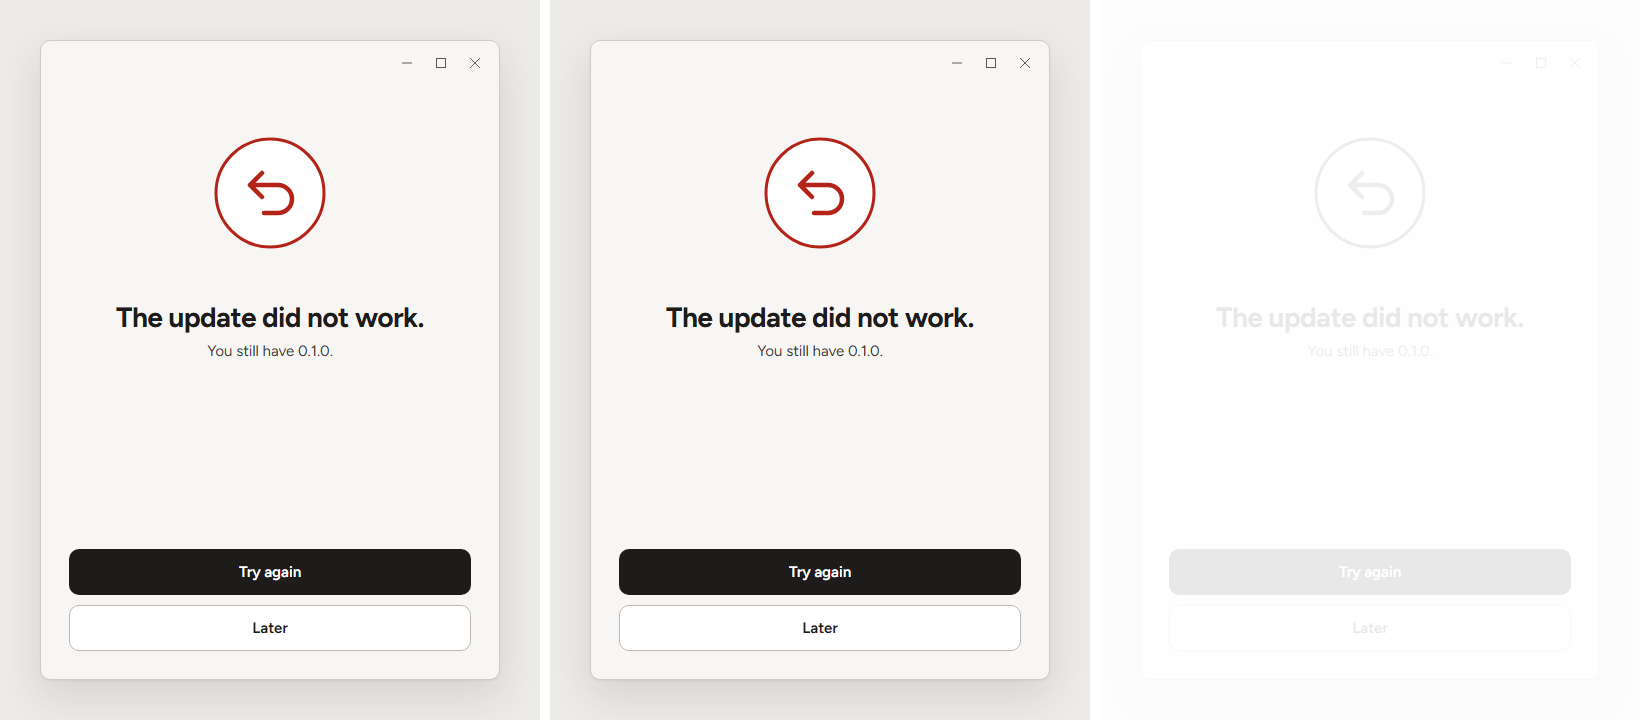 The update did not work.
You still have 0.1.0.
Try again
Later
The update did not work.
You still have 0.1.0.
Try again
Later
The update did not work.
You still have 0.1.0.
Try again
Later